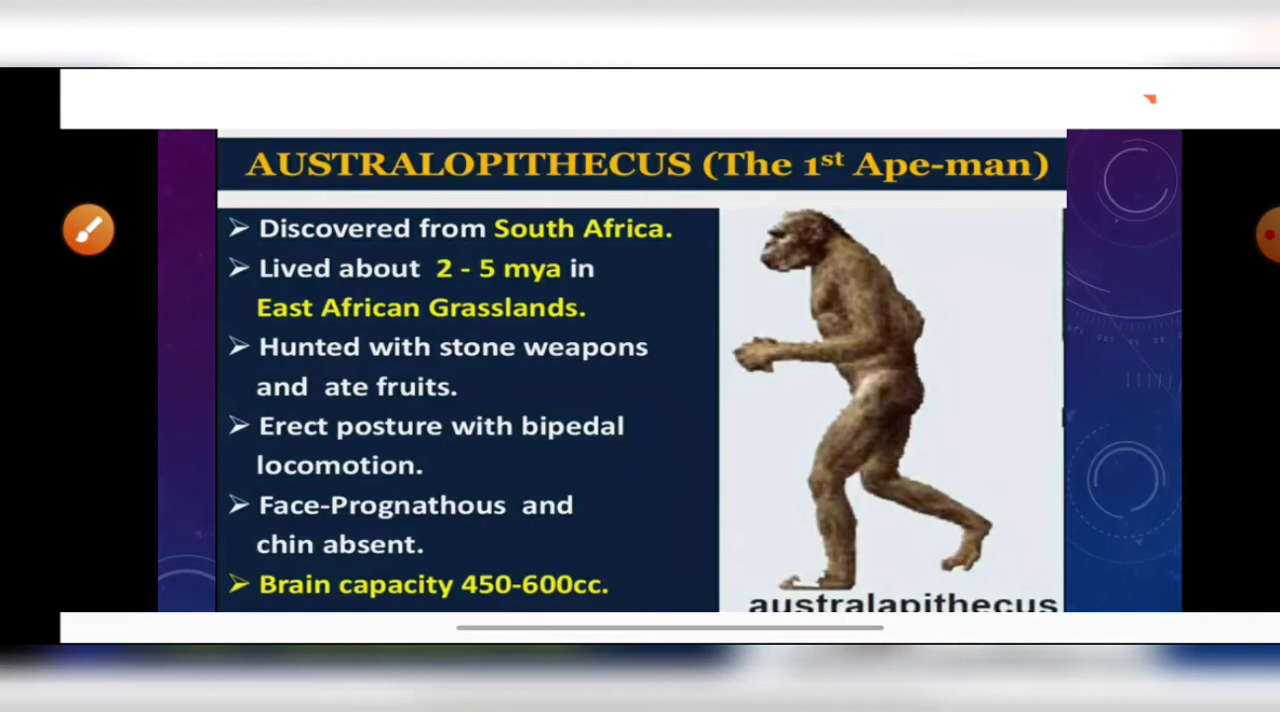 AUSTRALOPITHECUS (The 1st Ape-man)
➢ Discovered from South Africa.
➢ Lived about 2 - 5 mya in
East African Grasslands.
➢ Hunted with stone weapons
and ate fruits.
➢ Erect posture with bipedal
locomotion.
➢ Face-Prognathous and
chin absent.
➢ Brain capacity 450-600cc.
australapithecus